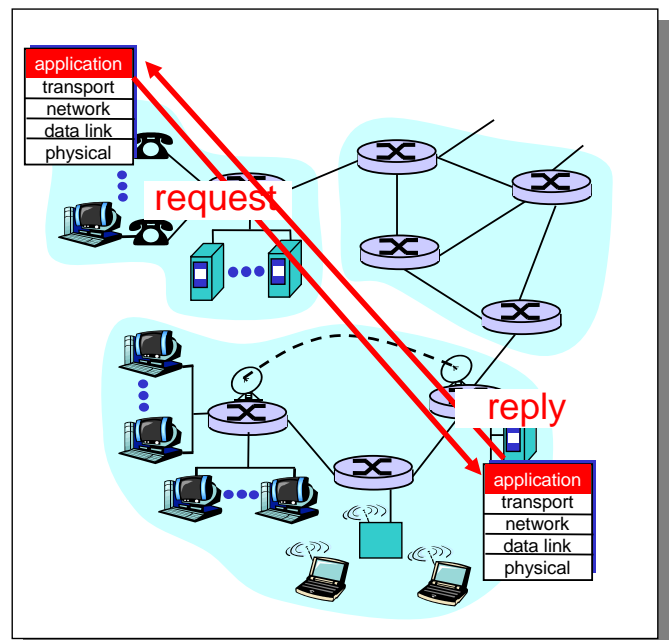 application
transport
network
data link
physical
request
reply
application
transport
network
data link
physical